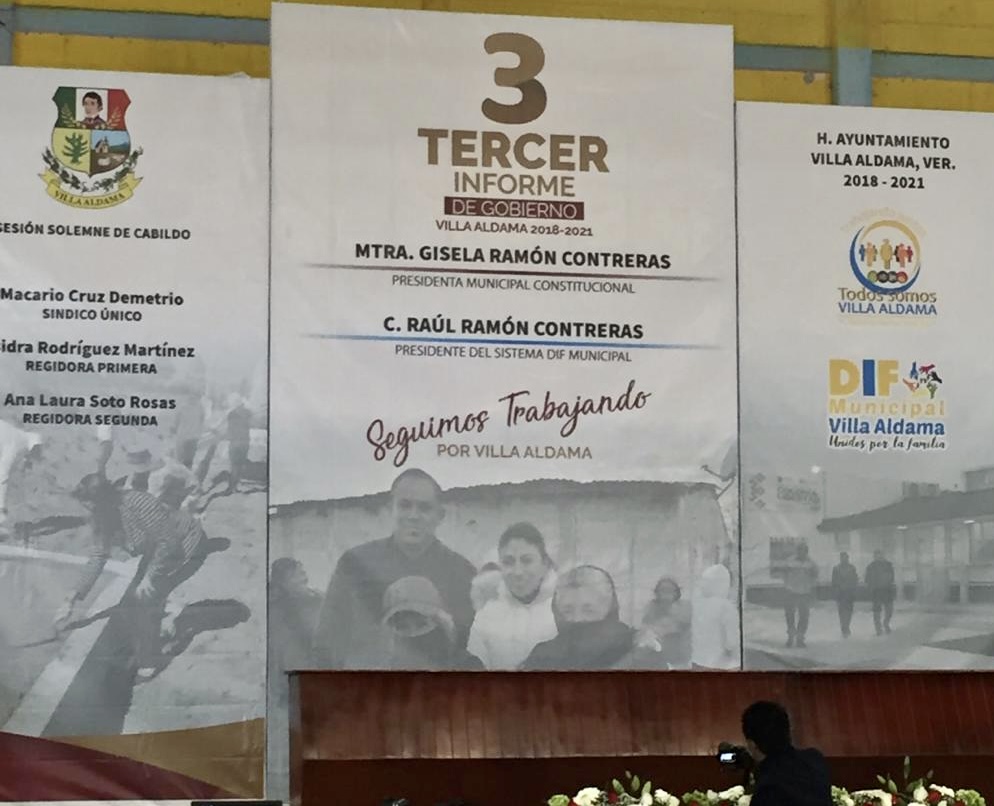 VILLA ALDAMA
SESIÓN SOLEMNE DE CABILDO
Macario Cruz Demetrio
SINDICO ÚNICO
Rodríguez Martínez
REGIDORA PRIMERA
Ana Laura Soto Rosas
REGIDORA SEGUNDA
3
TERCER
INFORME
DE GOBIERNO
VILLA ALDAMA 2018-2021
MTRA. GISELA RAMÓN CONTRERAS
PRESIDENTA MUNICIPAL CONSTITUCIONAL
C. RAÚL RAMÓN CONTRERAS
PRESIDENTE DEL SISTEMA DIF MUNICIPAL
Seguimos Trabajando
POR VILLA ALDAMA
H. AYUNTAMIENTO
VILLA ALDAMA, VER.
2018 - 2021
Todos somos
VILLA ALDAMA
DIF
Municipal
Villa Aldama
Unidos por la familia